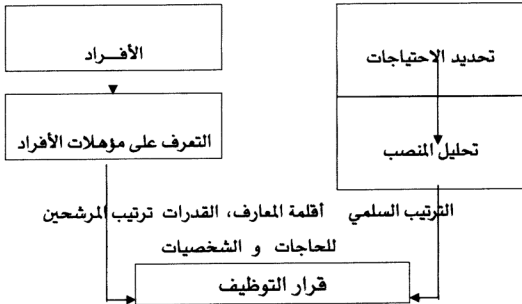 تحديد الاحتياجات
الأفــراد
تحليل المنصب
التعرف على مؤهلات الأفراد
الترتيب السلمي أقلمة المعارف، القدرات ترتيب المرشحين
للحاجات و الشخصيات
قرار التوظيف